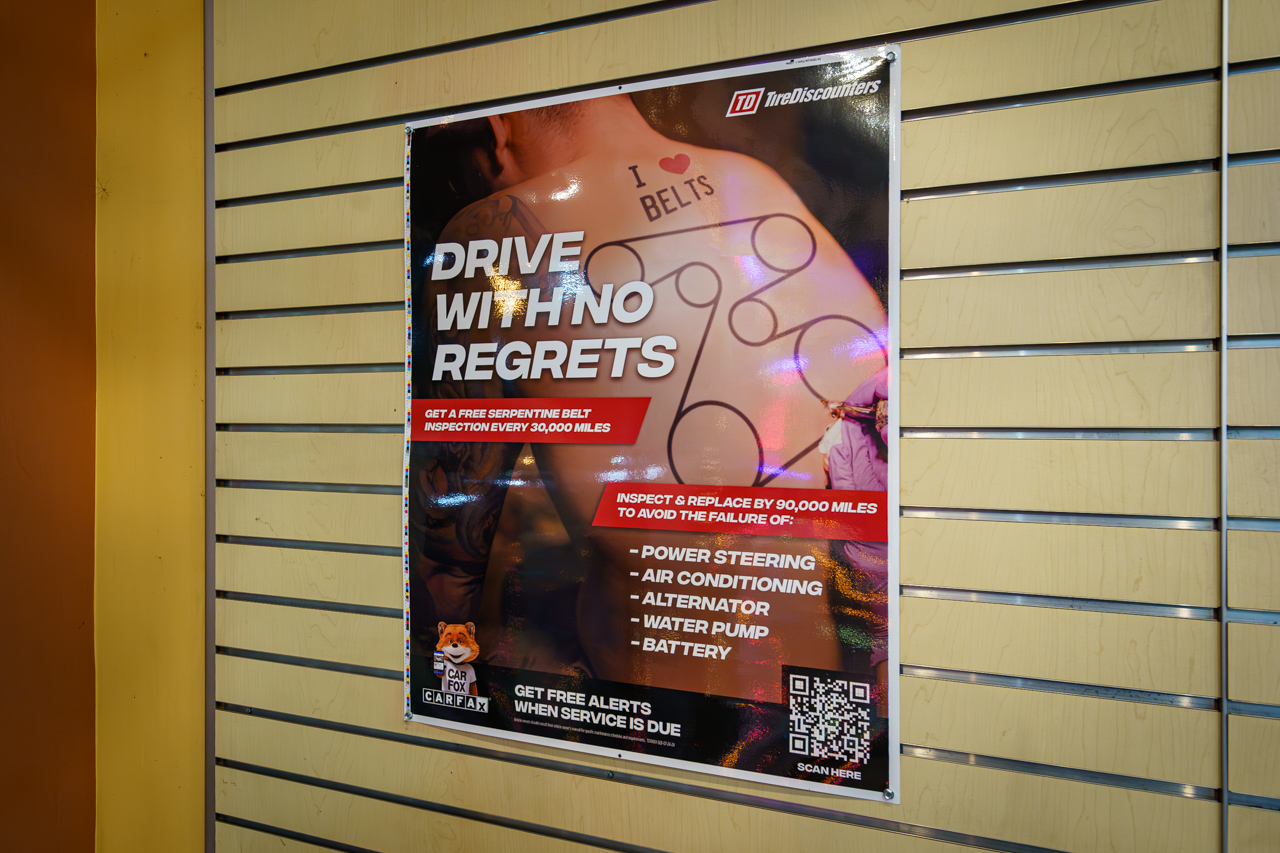 TD TIREDISCOUNTERS
I ❤ BELTS
DRIVE
WITH NO
REGRETS
GET A FREE SERPENTINE BELT
INSPECTION EVERY 30,000 MILES
INSPECT & REPLACE BY 90,000 MILES
TO AVOID THE FAILURE OF:
- POWER STEERING
- AIR CONDITIONING
- ALTERNATOR
- WATER PUMP
- BATTERY
CAR
FOX
CARFAX
GET FREE ALERTS
WHEN SERVICE IS DUE
SCAN HERE